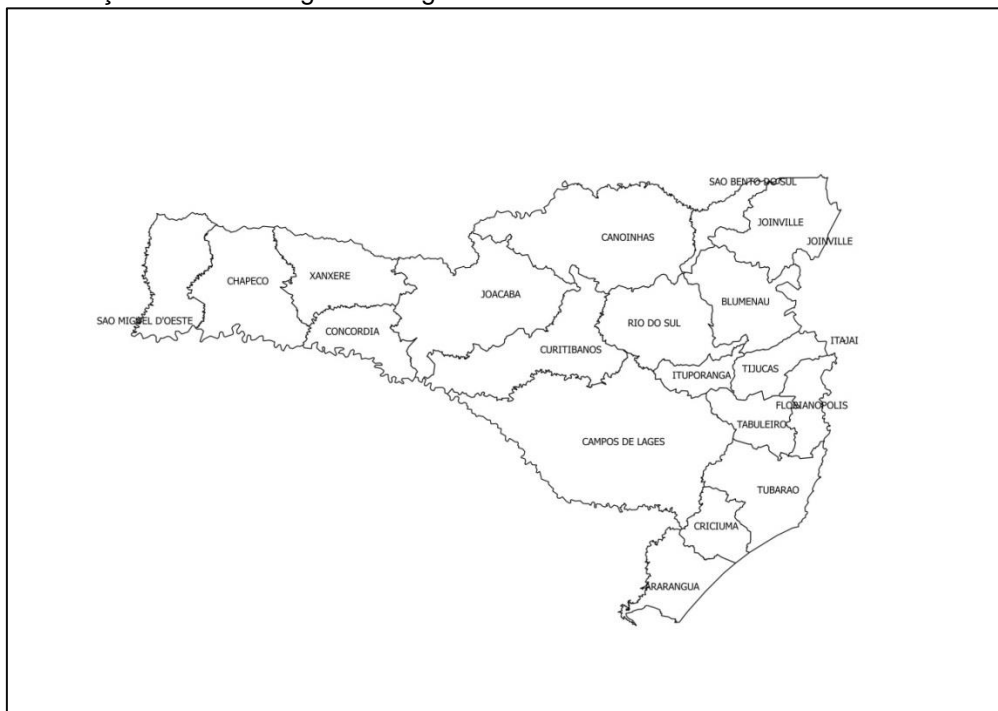 SAO BENTO DO SUL
JOINVILLE
CANOINHAS
JOINVILLE
CHAPECO
XANXERE
JOACABA
BLUMENAU
SAO MIGUEL D'OESTE
CONCORDIA
RIO DO SUL
ITAJAI
CURITIBANOS
ITUPORANGA
TIJUCAS
FLORIANOPOLIS
TABULEIRO
CAMPOS DE LAGES
TUBARAO
CRICIUMA
ARARANGUA